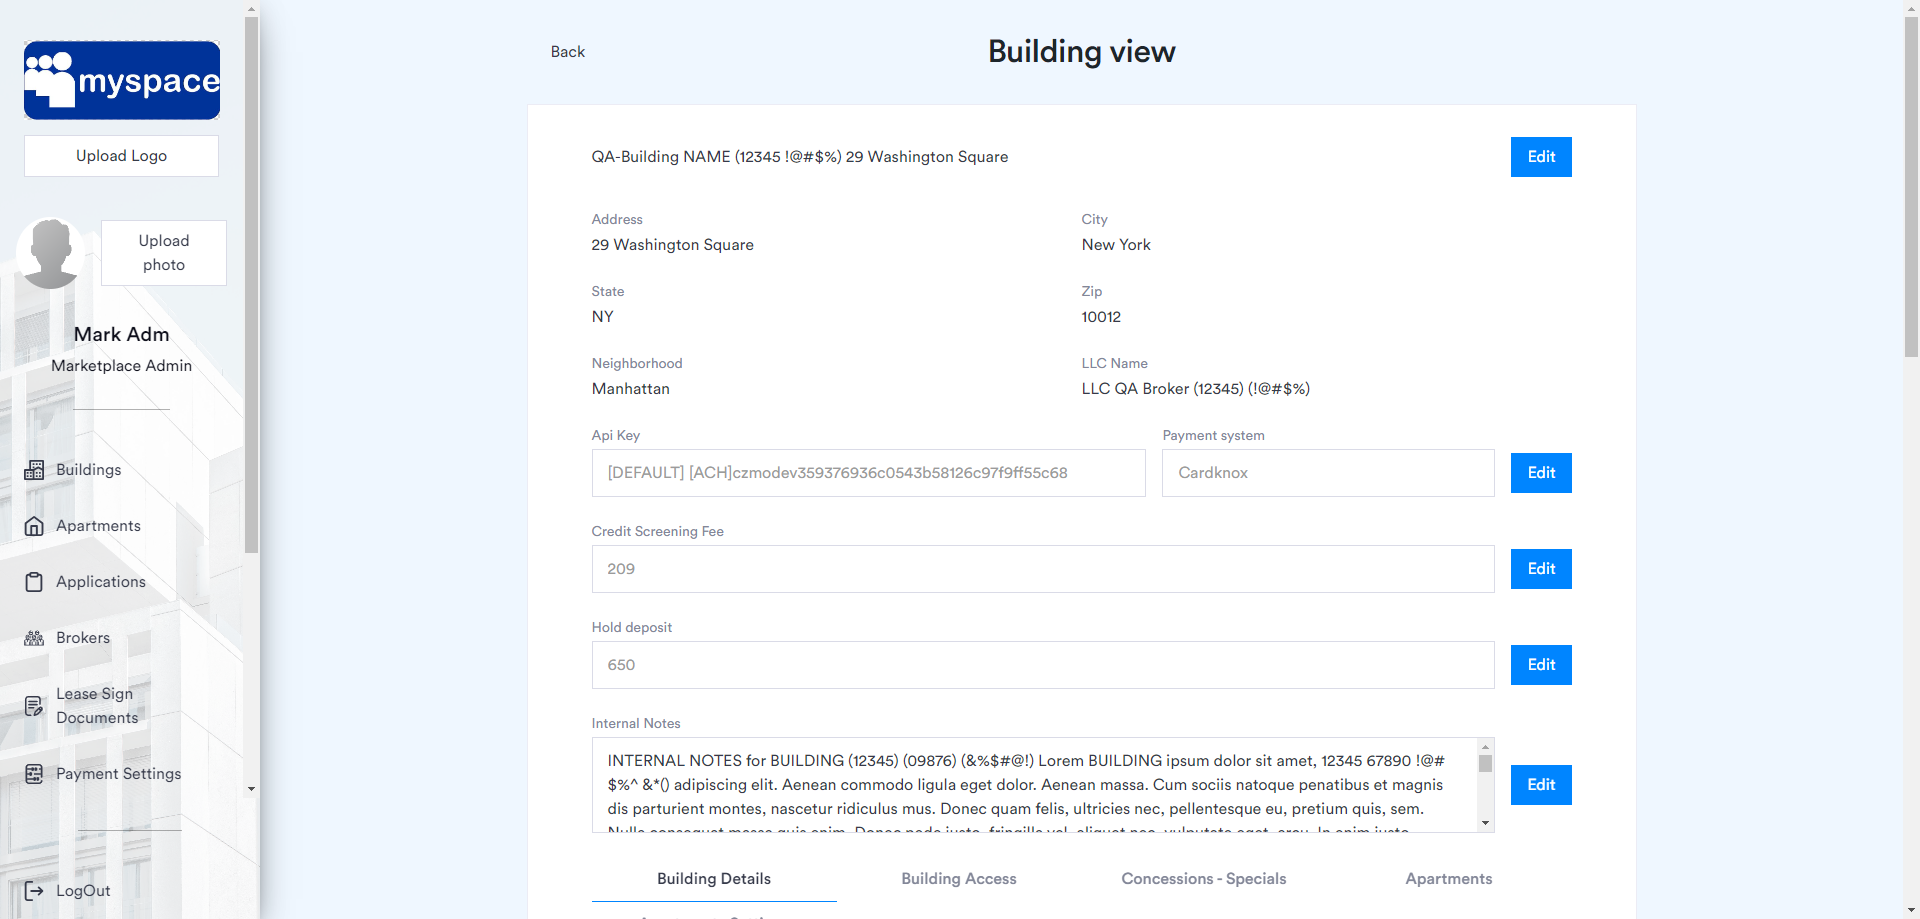 myspace
Upload Logo
Upload
photo
Mark Adm
Marketplace Admin
Buildings
Apartments
Applications
Brokers
Lease Sign
Documents
Payment Settings
LogOut
Back
Building view
QA-Building NAME (12345 !@#$%) 29 Washington Square
Edit
Address
29 Washington Square
City
New York
State
NY
Zip
10012
Neighborhood
Manhattan
LLC Name
LLC QA Broker (12345) (!@#$%)
Api Key
[DEFAULT] [ACH]czmodev359376936c0543b58126c97f9ff55c68
Payment system
Cardknox
Edit
Credit Screening Fee
209
Edit
Hold deposit
650
Edit
Internal Notes
INTERNAL NOTES for BUILDING (12345) (09876) (&%$#@!) Lorem BUILDING ipsum dolor sit amet, 12345 67890 !@#
$%^ &*() adipiscing elit. Aenean commodo ligula eget dolor. Aenean massa. Cum sociis natoque penatibus et magnis
dis parturient montes, nascetur ridiculus mus. Donec quam felis, ultricies nec, pellentesque eu, pretium quis, sem.
Edit
Building Details
Building Access
Concessions - Specials
Apartments